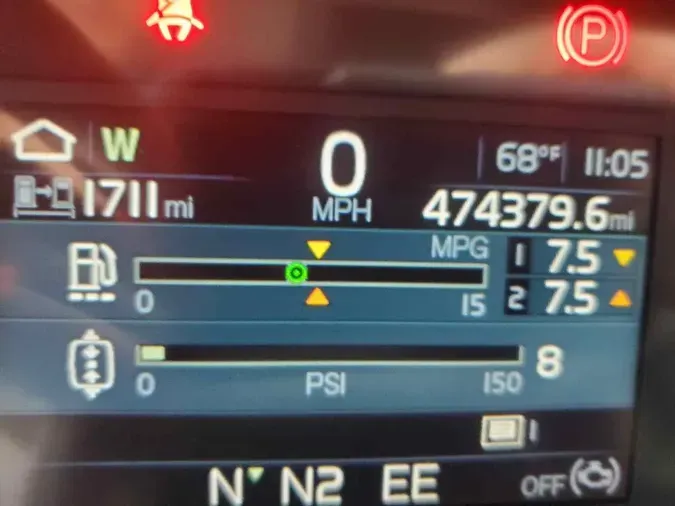 P
W 0 68°F 11:05
1711 mi MPH 474379.6 mi
MPG 1 7.5
0 15 2 7.5
8
0 PSI 150
1
N N2 EE OFF